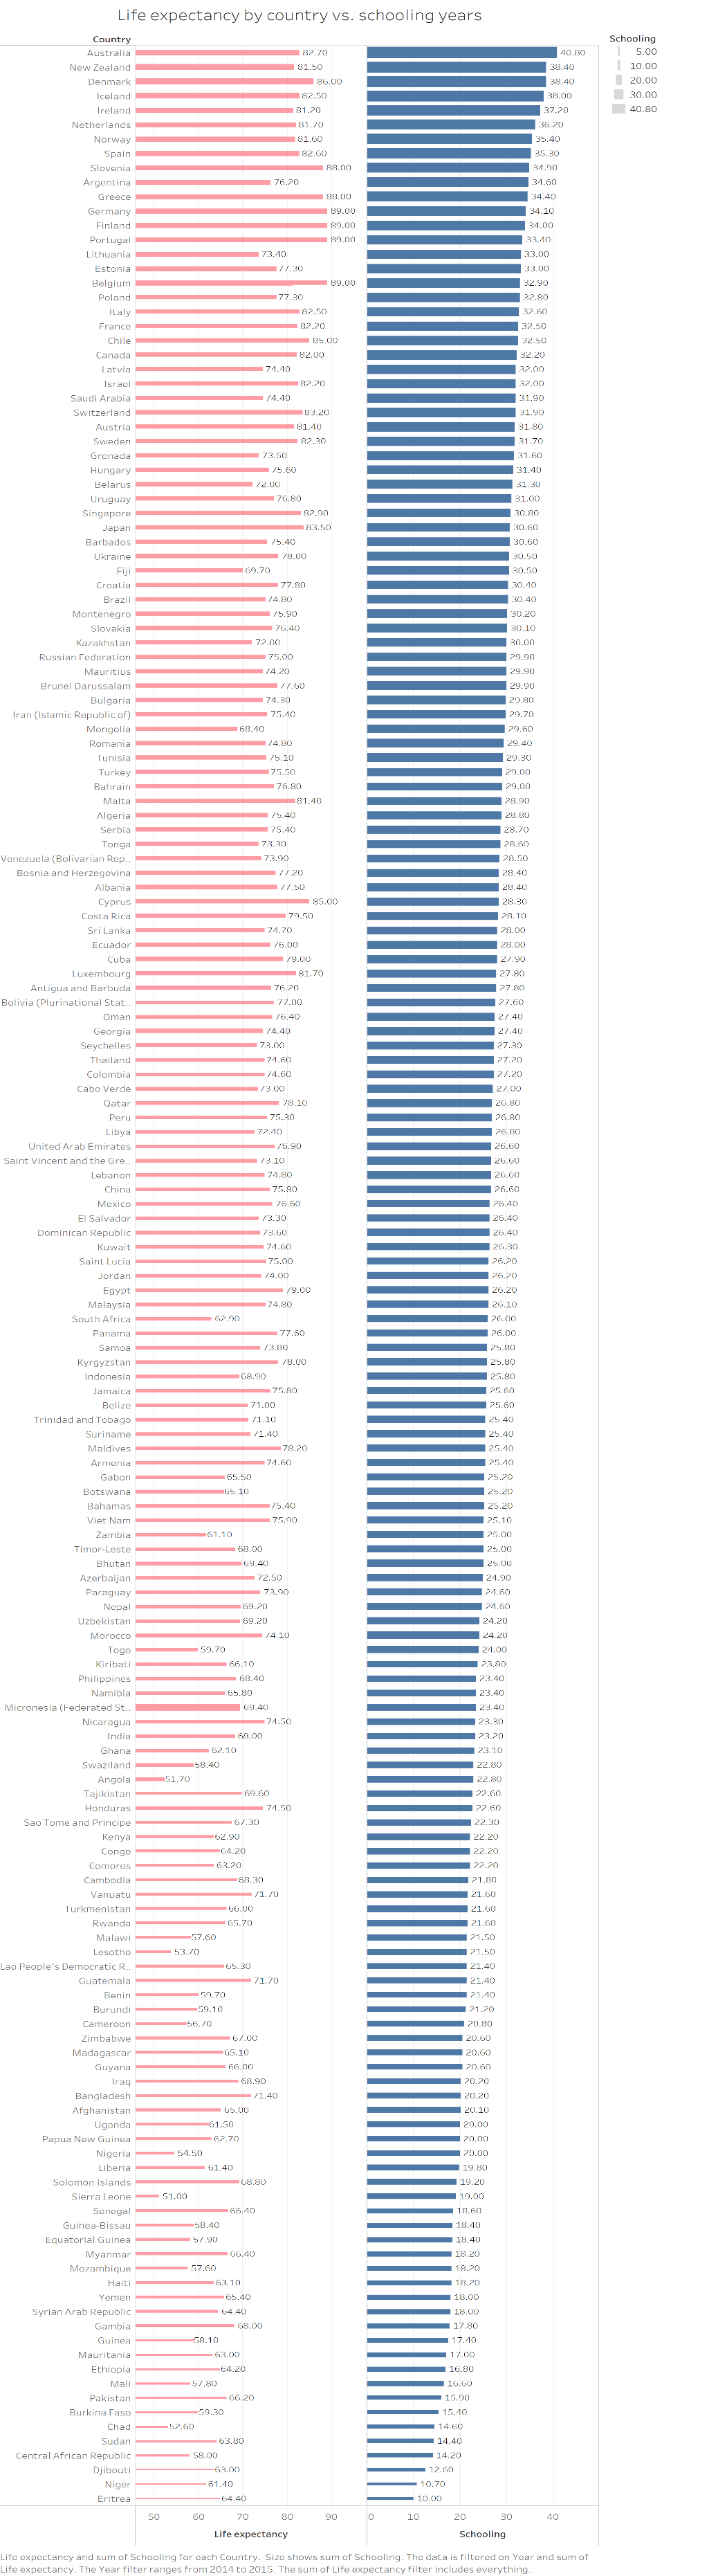 Life expectancy by country vs. schooling years
Country
Schooling
5.00
10.00
20.00
30.00
40.80
Australia 82.70 40.80
New Zealand 81.50 38.40
Denmark 86.00 38.40
Iceland 82.50 38.00
Ireland 81.20 37.20
Netherlands 81.70 36.20
Norway 81.60 35.40
Spain 82.60 35.30
Slovenia 88.00 34.90
Argentina 76.20 34.60
Greece 88.00 34.40
Germany 89.00 34.10
Finland 89.00 34.00
Portugal 89.00 33.40
Lithuania 73.40 33.00
Estonia 77.30 33.00
Belgium 89.00 32.90
Poland 77.30 32.80
Italy 82.50 32.60
France 82.20 32.50
Chile 85.00 32.50
Canada 82.00 32.20
Latvia 74.40 32.00
Israel 82.20 32.00
Saudi Arabia 74.40 31.90
Switzerland 83.20 31.90
Austria 81.40 31.80
Sweden 82.30 31.70
Grenada 73.50 31.60
Hungary 75.60 31.40
Belarus 72.00 31.30
Uruguay 76.80 31.00
Singapore 82.90 30.80
Japan 83.50 30.60
Barbados 75.40 30.60
Ukraine 78.00 30.50
Fiji 69.70 30.50
Croatia 77.80 30.40
Brazil 74.80 30.40
Montenegro 75.90 30.20
Slovakia 76.40 30.10
Kazakhstan 72.00 30.00
Russian Federation 75.00 29.90
Mauritius 74.20 29.90
Brunei Darussalam 77.60 29.90
Bulgaria 74.30 29.80
Iran (Islamic Republic of) 75.40 29.70
Mongolia 68.40 29.60
Romania 74.80 29.40
Tunisia 75.10 29.30
Turkey 75.50 29.00
Bahrain 76.80 29.00
Malta 81.40 28.90
Algeria 75.40 28.80
Serbia 75.40 28.70
Tonga 73.30 28.60
Venezuela (Bolivarian Rep.. 73.90 28.50
Bosnia and Herzegovina 77.20 28.40
Albania 77.50 28.40
Cyprus 85.00 28.30
Costa Rica 79.50 28.10
Sri Lanka 74.70 28.00
Ecuador 76.00 28.00
Cuba 79.00 27.90
Luxembourg 81.70 27.80
Antigua and Barbuda 76.20 27.80
Bolivia (Plurinational Stat.. 77.00 27.60
Oman 76.40 27.40
Georgia 74.40 27.40
Seychelles 73.00 27.30
Thailand 74.60 27.20
Colombia 74.60 27.20
Cabo Verde 73.00 27.00
Qatar 78.10 26.80
Peru 75.30 26.80
Libya 72.40 26.80
United Arab Emirates 76.90 26.60
Saint Vincent and the Gre.. 73.10 26.60
Lebanon 74.80 26.60
China 75.80 26.60
Mexico 76.60 26.40
El Salvador 73.30 26.40
Dominican Republic 73.60 26.40
Kuwait 74.60 26.30
Saint Lucia 75.00 26.20
Jordan 74.00 26.20
Egypt 79.00 26.20
Malaysia 74.80 26.10
South Africa 62.90 26.00
Panama 77.60 26.00
Samoa 73.80 25.80
Kyrgyzstan 78.00 25.80
Indonesia 68.90 25.80
Jamaica 75.80 25.60
Belize 71.00 25.60
Trinidad and Tobago 71.10 25.40
Suriname 71.40 25.40
Maldives 78.20 25.40
Armenia 74.60 25.40
Gabon 65.50 25.20
Botswana 65.10 25.20
Bahamas 75.40 25.20
Viet Nam 75.90 25.10
Zambia 61.10 25.00
Timor-Leste 68.00 25.00
Bhutan 69.40 25.00
Azerbaijan 72.50 24.90
Paraguay 73.90 24.60
Nepal 69.20 24.60
Uzbekistan 69.20 24.20
Morocco 74.10 24.20
Togo 59.70 24.00
Kiribati 66.10 23.80
Philippines 68.40 23.40
Namibia 65.80 23.40
Micronesia (Federated St.. 69.40 23.40
Nicaragua 74.50 23.30
India 68.00 23.20
Ghana 62.10 23.10
Swaziland 58.40 22.80
Angola 51.70 22.80
Tajikistan 69.60 22.60
Honduras 74.50 22.60
Sao Tome and Principe 67.30 22.30
Kenya 62.90 22.20
Congo 64.20 22.20
Comoros 63.20 22.20
Cambodia 68.30 21.80
Vanuatu 71.70 21.60
Turkmenistan 66.00 21.60
Rwanda 65.70 21.60
Malawi 57.60 21.50
Lesotho 53.70 21.50
Lao People's Democratic R.. 65.30 21.40
Guatemala 71.70 21.40
Benin 59.70 21.40
Burundi 59.10 21.20
Cameroon 56.70 20.80
Zimbabwe 67.00 20.60
Madagascar 65.10 20.60
Guyana 66.00 20.60
Iraq 68.90 20.20
Bangladesh 71.40 20.20
Afghanistan 65.00 20.10
Uganda 61.50 20.00
Papua New Guinea 62.70 20.00
Nigeria 54.50 20.00
Liberia 61.40 19.80
Solomon Islands 68.80 19.20
Sierra Leone 51.00 19.00
Senegal 66.40 18.60
Guinea-Bissau 58.40 18.40
Equatorial Guinea 57.90 18.40
Myanmar 66.40 18.20
Mozambique 57.60 18.20
Haiti 63.10 18.20
Yemen 65.40 18.00
Syrian Arab Republic 64.40 18.00
Gambia 68.00 17.80
Guinea 58.10 17.40
Mauritania 63.00 17.00
Ethiopia 64.20 16.80
Mali 57.80 16.60
Pakistan 66.20 15.90
Burkina Faso 59.30 15.40
Chad 52.60 14.60
Sudan 63.80 14.40
Central African Republic 58.00 14.20
Djibouti 63.00 12.60
Niger 61.40 10.70
Eritrea 64.40 10.00
50 60 70 80 90 0 10 20 30 40
Life expectancy Schooling
Life expectancy and sum of Schooling for each Country. Size shows sum of Schooling. The data is filtered on Year and sum of
Life expectancy. The Year filter ranges from 2014 to 2015. The sum of Life expectancy filter includes everything.